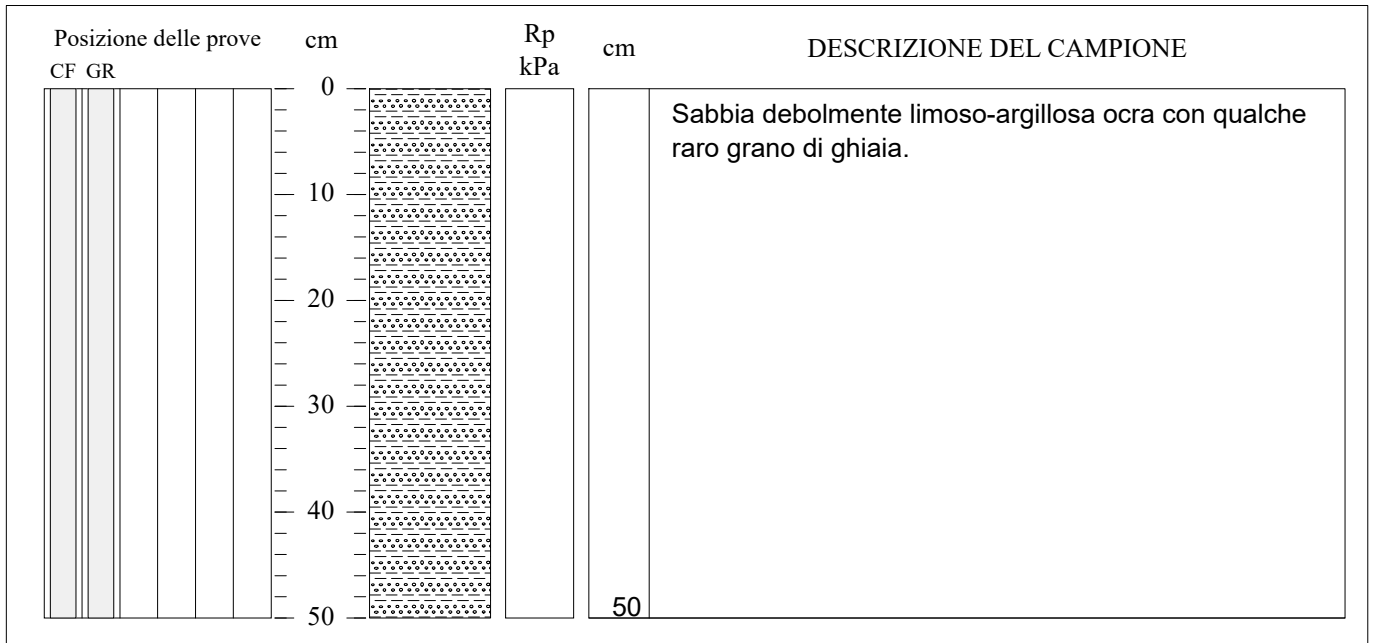 Posizione delle prove cm Rp kPa cm DESCRIZIONE DEL CAMPIONE
CF GR
0
Sabbia debolmente limoso-argillosa ocra con qualche
raro grano di ghiaia.
10
20
30
40
50 50